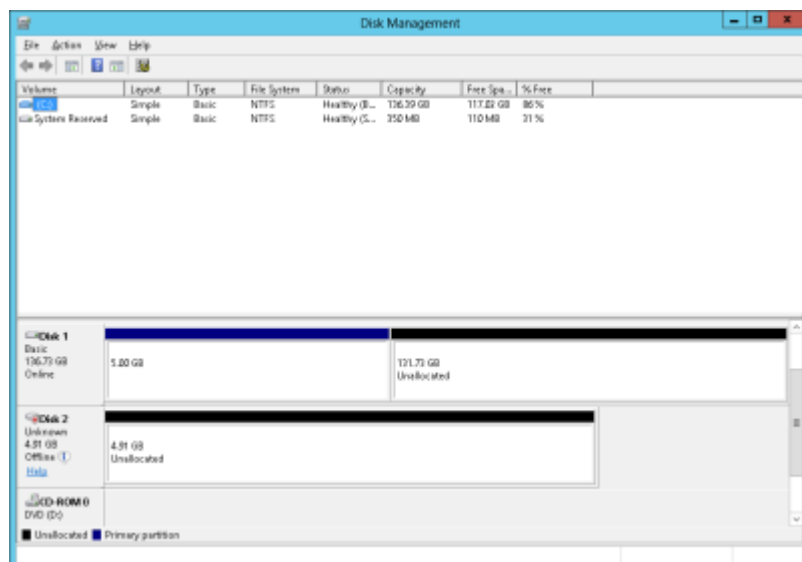 Disk Management
File Action View Help
Volume Layout Type File System Status Capacity Free Spa... % Free
(C:) Simple Basic NTFS Healthy (B... 136.39 GB 117.02 GB 86 %
System Reserved Simple Basic NTFS Healthy (S... 350 MB 110 MB 31 %
Disk 1
Basic
136.73 GB
Online
5.00 GB
131.73 GB
Unallocated
Disk 2
Unknown
4.91 GB
Offline
Help
4.91 GB
Unallocated
CD-ROM 0
DVD (D:)
Unallocated Primary partition